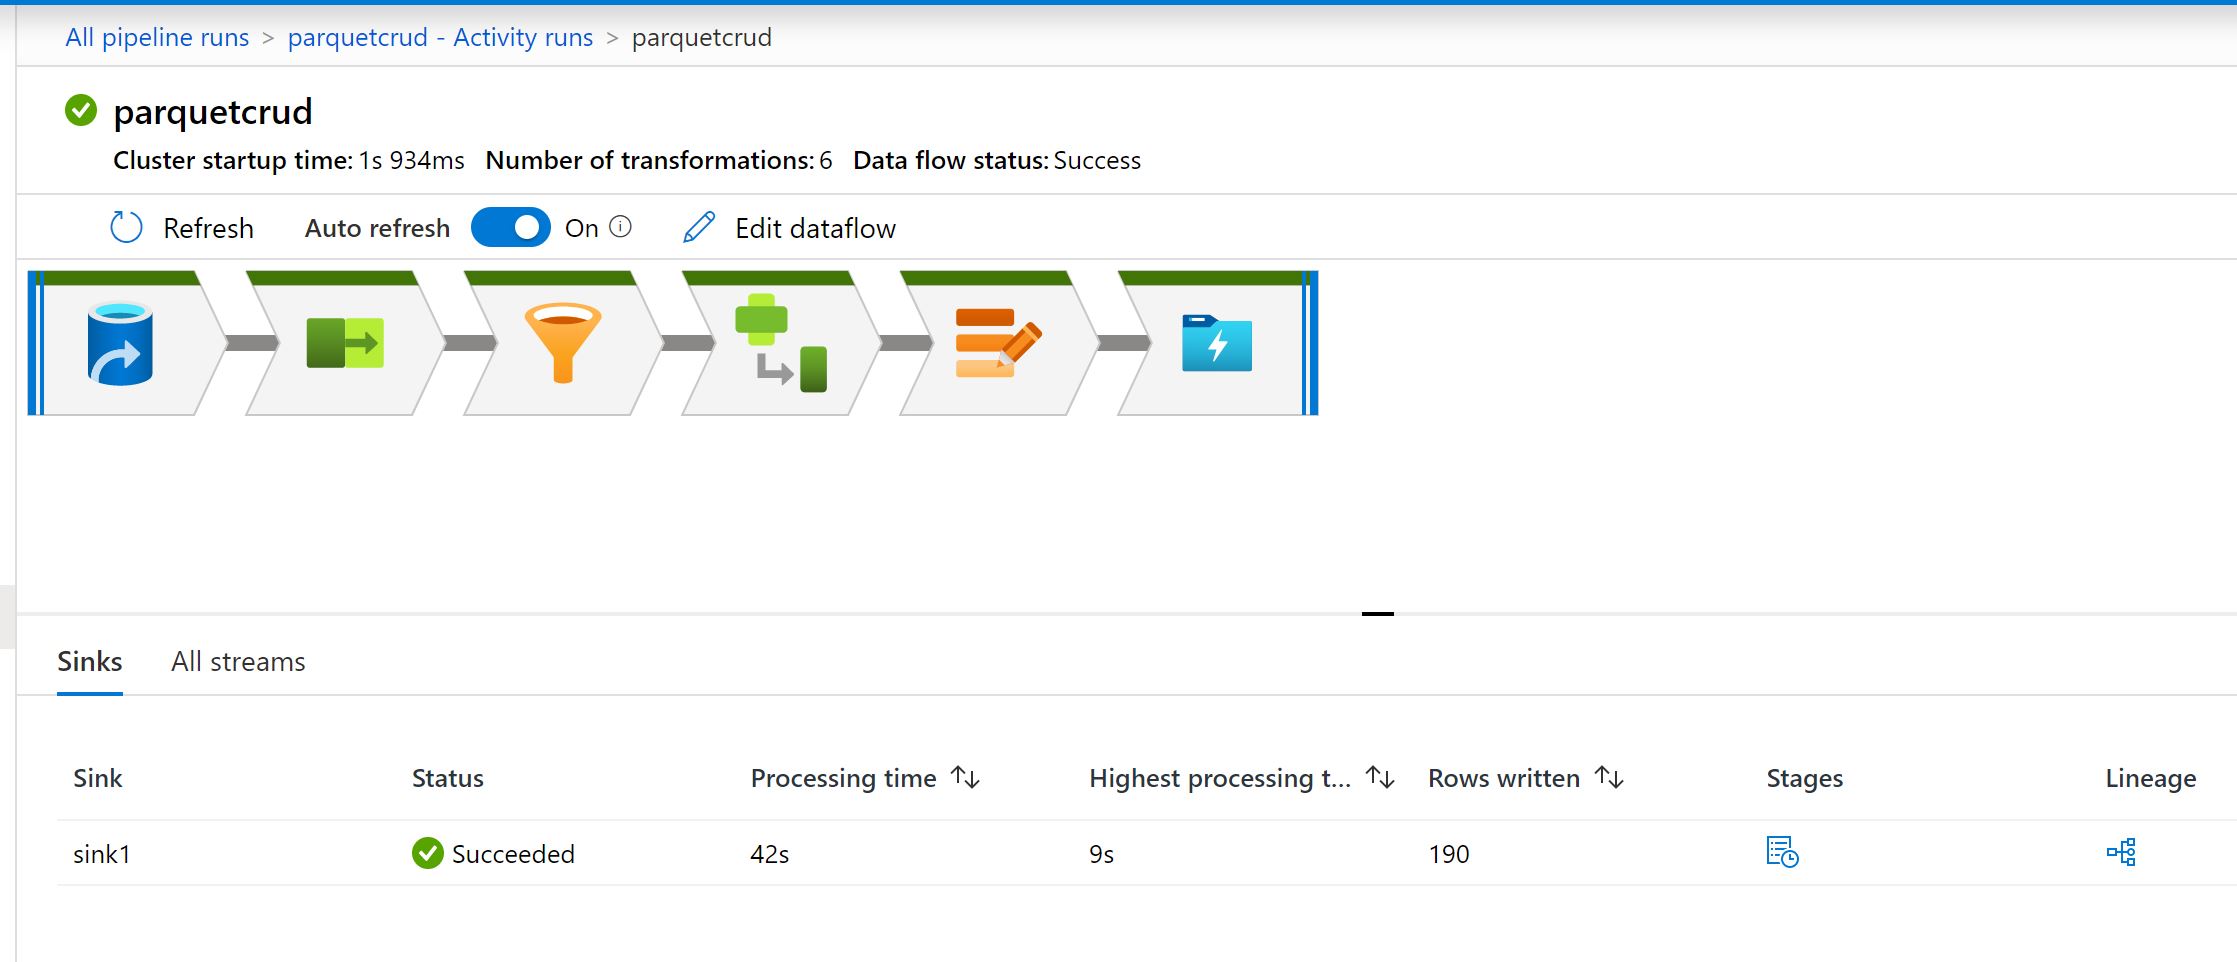 All pipeline runs > parquetcrud - Activity runs > parquetcrud
parquetcrud
Cluster startup time: 1s 934ms Number of transformations: 6 Data flow status: Success
Refresh Auto refresh On Edit dataflow
Sinks All streams
Sink Status Processing time Highest processing t... Rows written Stages Lineage
sink1 Succeeded 42s 9s 190